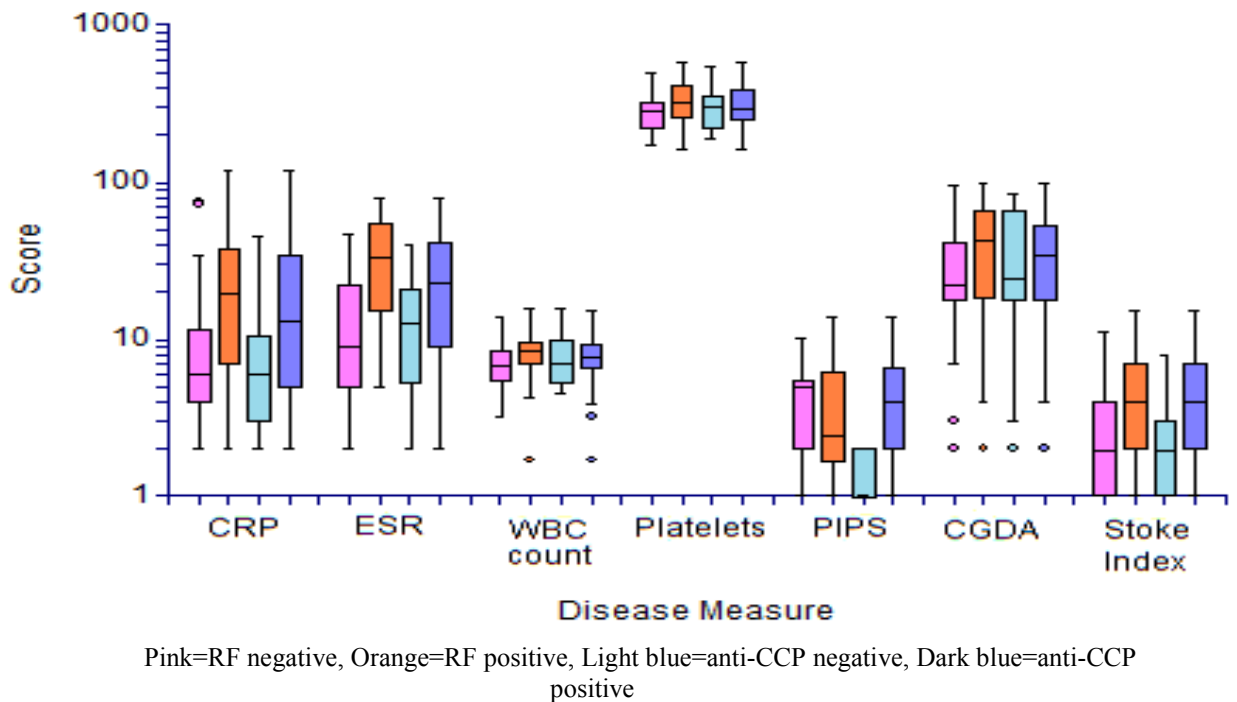 1000
100
10
1
Score
CRP
ESR
WBC
count
Platelets
PIPS
CGDA
Stoke
Index
Disease Measure
Pink=RF negative, Orange=RF positive, Light blue=anti-CCP negative, Dark blue=anti-CCP
positive